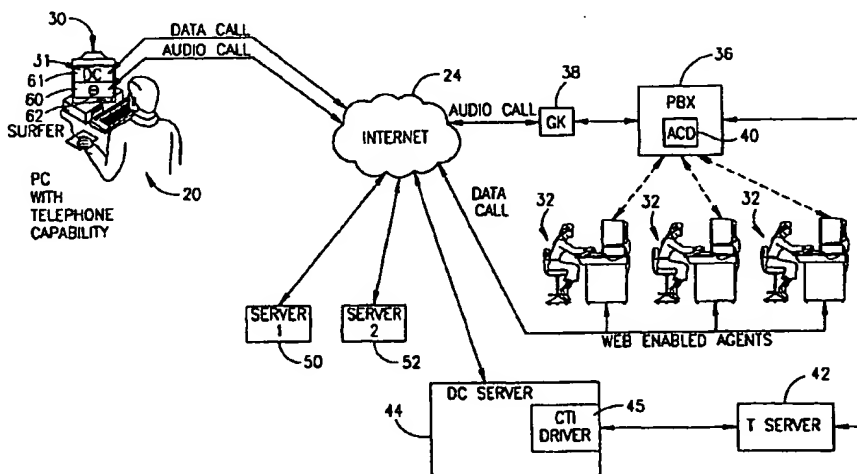 30
DATA CALL
AUDIO CALL
31
61
DC
60
62
SURFER
PC
WITH
TELEPHONE
CAPABILITY
20
24
INTERNET
AUDIO CALL
38
GK
36
PBX
ACD
40
DATA
CALL
32
32
32
WEB ENABLED AGENTS
SERVER
1
50
SERVER
2
52
DC SERVER
44
CTI
DRIVER
45
42
T SERVER